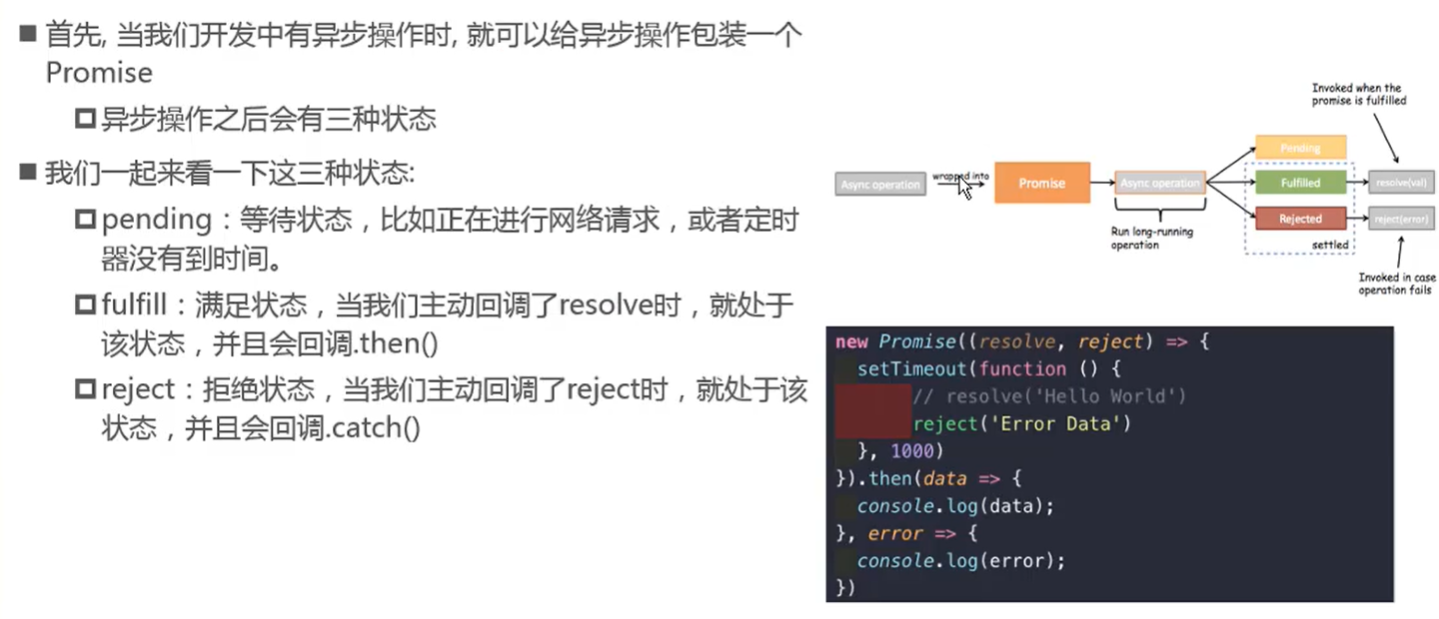 ■ 首先, 当我们开发中有异步操作时, 就可以给异步操作包装一个
Promise
异步操作之后会有三种状态
■ 我们一起来看一下这三种状态:
pending：等待状态，比如正在进行网络请求，或者定时
器没有到时间。
fulfill：满足状态，当我们主动回调了resolve时，就处于
该状态，并且会回调.then()
reject：拒绝状态，当我们主动回调了reject时，就处于该
状态，并且会回调.catch()
Invoked when the
promise is fulfilled
Async operation
wrapped into
Promise
Async operation
Run long-running
operation
Pending
Fulfilled
Rejected
settled
resolve(val)
reject(error)
Invoked in case
operation fails
new Promise((resolve, reject) => {
setTimeout(function () {
// resolve('Hello World')
reject('Error Data')
}, 1000)
}).then(data => {
console.log(data);
}, error => {
console.log(error);
})